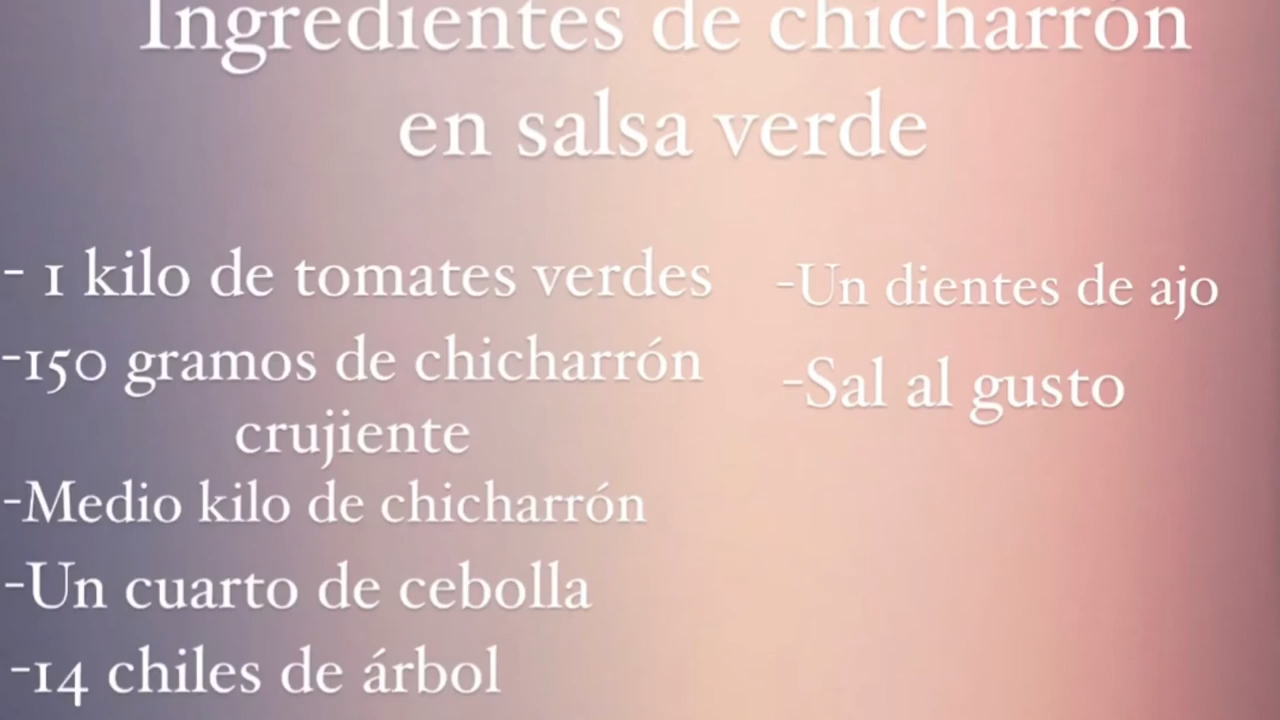 Ingredientes de chicharrón
en salsa verde
- 1 kilo de tomates verdes
-150 gramos de chicharrón
crujiente
-Medio kilo de chicharrón
-Un cuarto de cebolla
-14 chiles de árbol
-Un dientes de ajo
-Sal al gusto